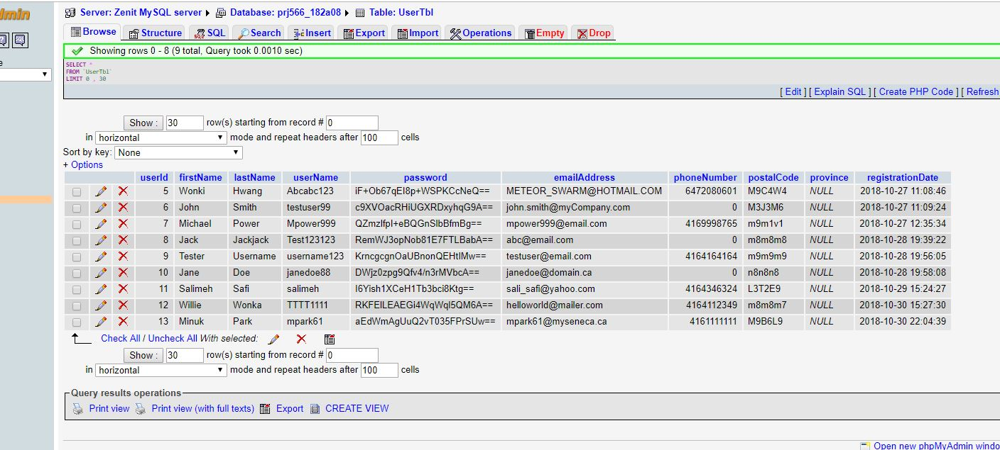 dmin
Server: Zenit MySQL server ▸ Database: prj566_182a08 ▸ Table: UserTbl
Browse Structure SQL Search Insert Export Import Operations Empty Drop
Showing rows 0 - 8 (9 total, Query took 0.0010 sec)
SELECT *
FROM `UserTbl`
LIMIT 0 , 30
[ Edit ] [ Explain SQL ] [ Create PHP Code ] [ Refresh
Show : 30 row(s) starting from record # 0
in horizontal mode and repeat headers after 100 cells
Sort by key: None
+ Options
userId firstName lastName userName password emailAddress phoneNumber postalCode province registrationDate
5 Wonki Hwang Abcabc123 iF+Ob67qEI8p+WSPKCcNeQ== METEOR_SWARM@HOTMAIL.COM 6472080601 M9C4W4 NULL 2018-10-27 11:08:46
6 John Smith testuser99 c9XVOacRHiUGXRDxyhqG9A== john.smith@myCompany.com 0 M3J3M6 NULL 2018-10-27 11:09:24
7 Michael Power Mpower999 QZmzlfpI+eBQGnSlbBfmBg== mpower999@email.com 4169998765 m9m1v1 NULL 2018-10-27 12:35:34
8 Jack Jackjack Test123123 RemWJ3opNob81E7FTLBabA== abc@email.com 0 m8m8m8 NULL 2018-10-28 19:39:22
9 Tester Username username123 KrncgcgnOaUBnonQEHtIMw== testuser@email.com 4164164164 m9m9m9 NULL 2018-10-28 19:56:05
10 Jane Doe janedoe88 DWjz0zpg9Qfv4/n3rMVbcA== janedoe@domain.ca 0 n8n8n8 NULL 2018-10-28 19:58:08
11 Salimeh Safi salimeh I6Yish1XCeH1Tb3bci8Ktg== sali_safi@yahoo.com 4164346324 L3T2E9 NULL 2018-10-29 15:24:27
12 Willie Wonka TTTT1111 RKFElLEAEGi4WqWql5QM6A== helloworld@mailer.com 4164112349 m8m8m7 NULL 2018-10-30 15:27:30
13 Minuk Park mpark61 aEdWmAgUuQ2vT035FPrSUw== mpark61@myseneca.ca 4161111111 M9B6L9 NULL 2018-10-30 22:04:39
Check All / Uncheck All With selected:
Show : 30 row(s) starting from record # 0
in horizontal mode and repeat headers after 100 cells
Query results operations
Print view Print view (with full texts) Export CREATE VIEW
Open new phpMyAdmin windo